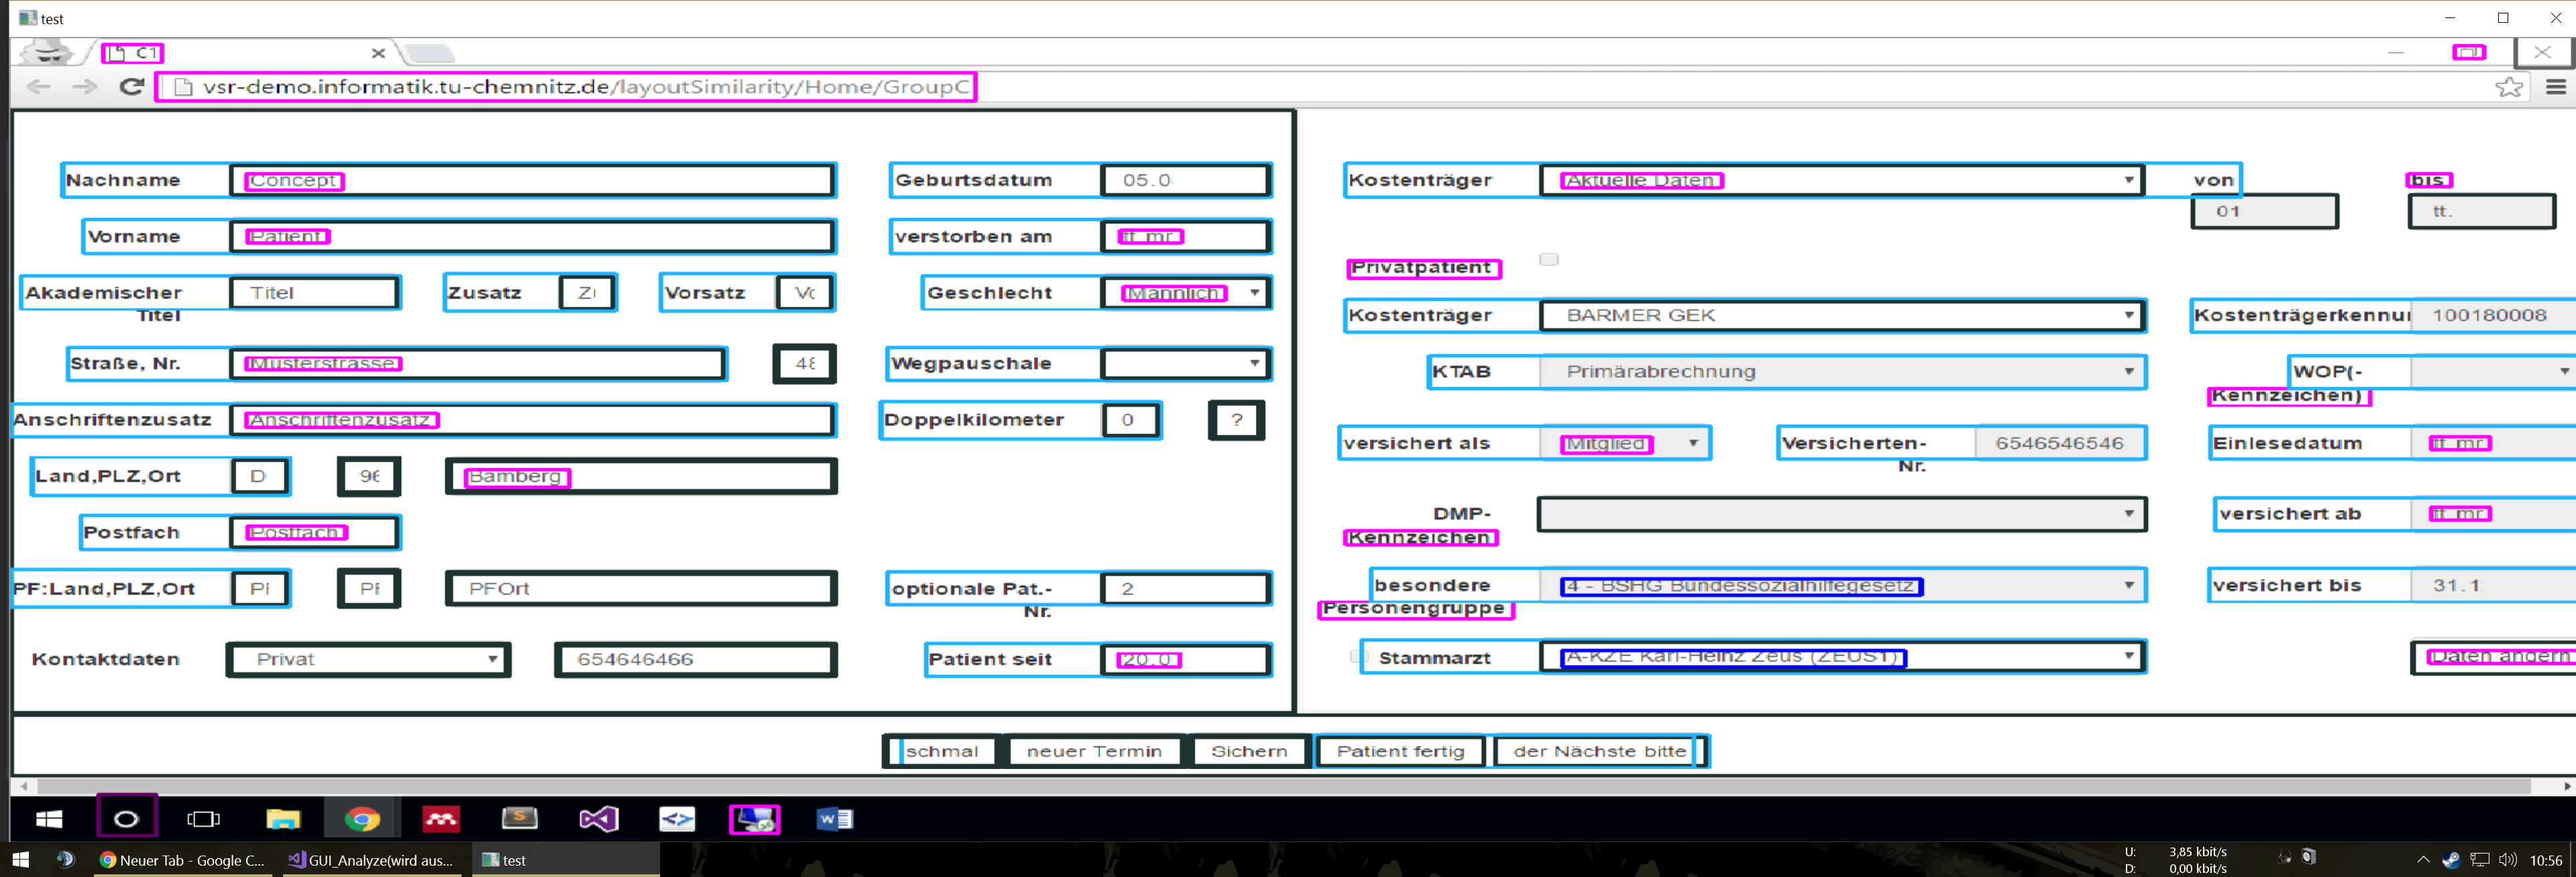 test
C1
vsr-demo.informatik.tu-chemnitz.de/layoutSimilarity/Home/GroupC
Nachname Concept Geburtsdatum 05.0 Kostenträger Aktuelle Daten von bis
01 tt.
Vorname Patient verstorben am tt mr
Privatpatient
Akademischer Titel Zusatz Vorsatz Geschlecht Männlich
Titel
Kostenträger BARMER GEK Kostenträgerkennur 100180008
Straße, Nr. Musterstrasse 48 Wegpauschale KTAB Primärabrechnung WOP(-
Kennzeichen)
Anschriftenzusatz Anschriftenzusatz Doppelkilometer 0 ?
versichert als Mitglied Versicherten- 6546546546 Einlesedatum tt mr
Nr.
Land,PLZ,Ort D 96 Bamberg
DMP- versichert ab tt mr
Kennzeichen
Postfach Postfach
PF:Land,PLZ,Ort PF PF PFOrt optionale Pat.- 2 besondere 4 - BSHG Bundessozialhilfegesetz versichert bis 31.1
Nr. Personengruppe
Kontaktdaten Privat 654646466 Patient seit 20.0 Stammarzt A-KZE Karl-Heinz Zeus (ZEUS1) Daten ändern
schmal neuer Termin Sichern Patient fertig der Nächste bitte
Neuer Tab - Google C... GUI_Analyze(wird aus... test
U: 3,85 kbit/s
D: 0,00 kbit/s
10:56